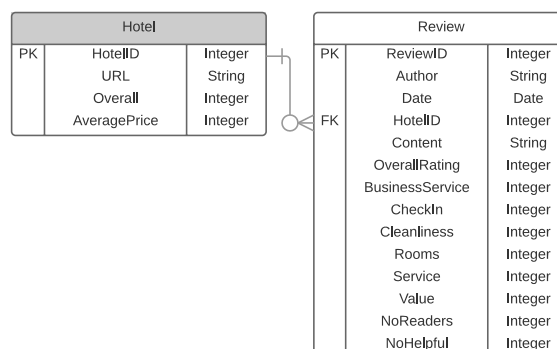 Hotel
PK HotelID Integer
URL String
Overall Integer
AveragePrice Integer
Review
PK ReviewID Integer
Author String
Date Date
FK HotelID Integer
Content String
OverallRating Integer
BusinessService Integer
CheckIn Integer
Cleanliness Integer
Rooms Integer
Service Integer
Value Integer
NoReaders Integer
NoHelpful Integer